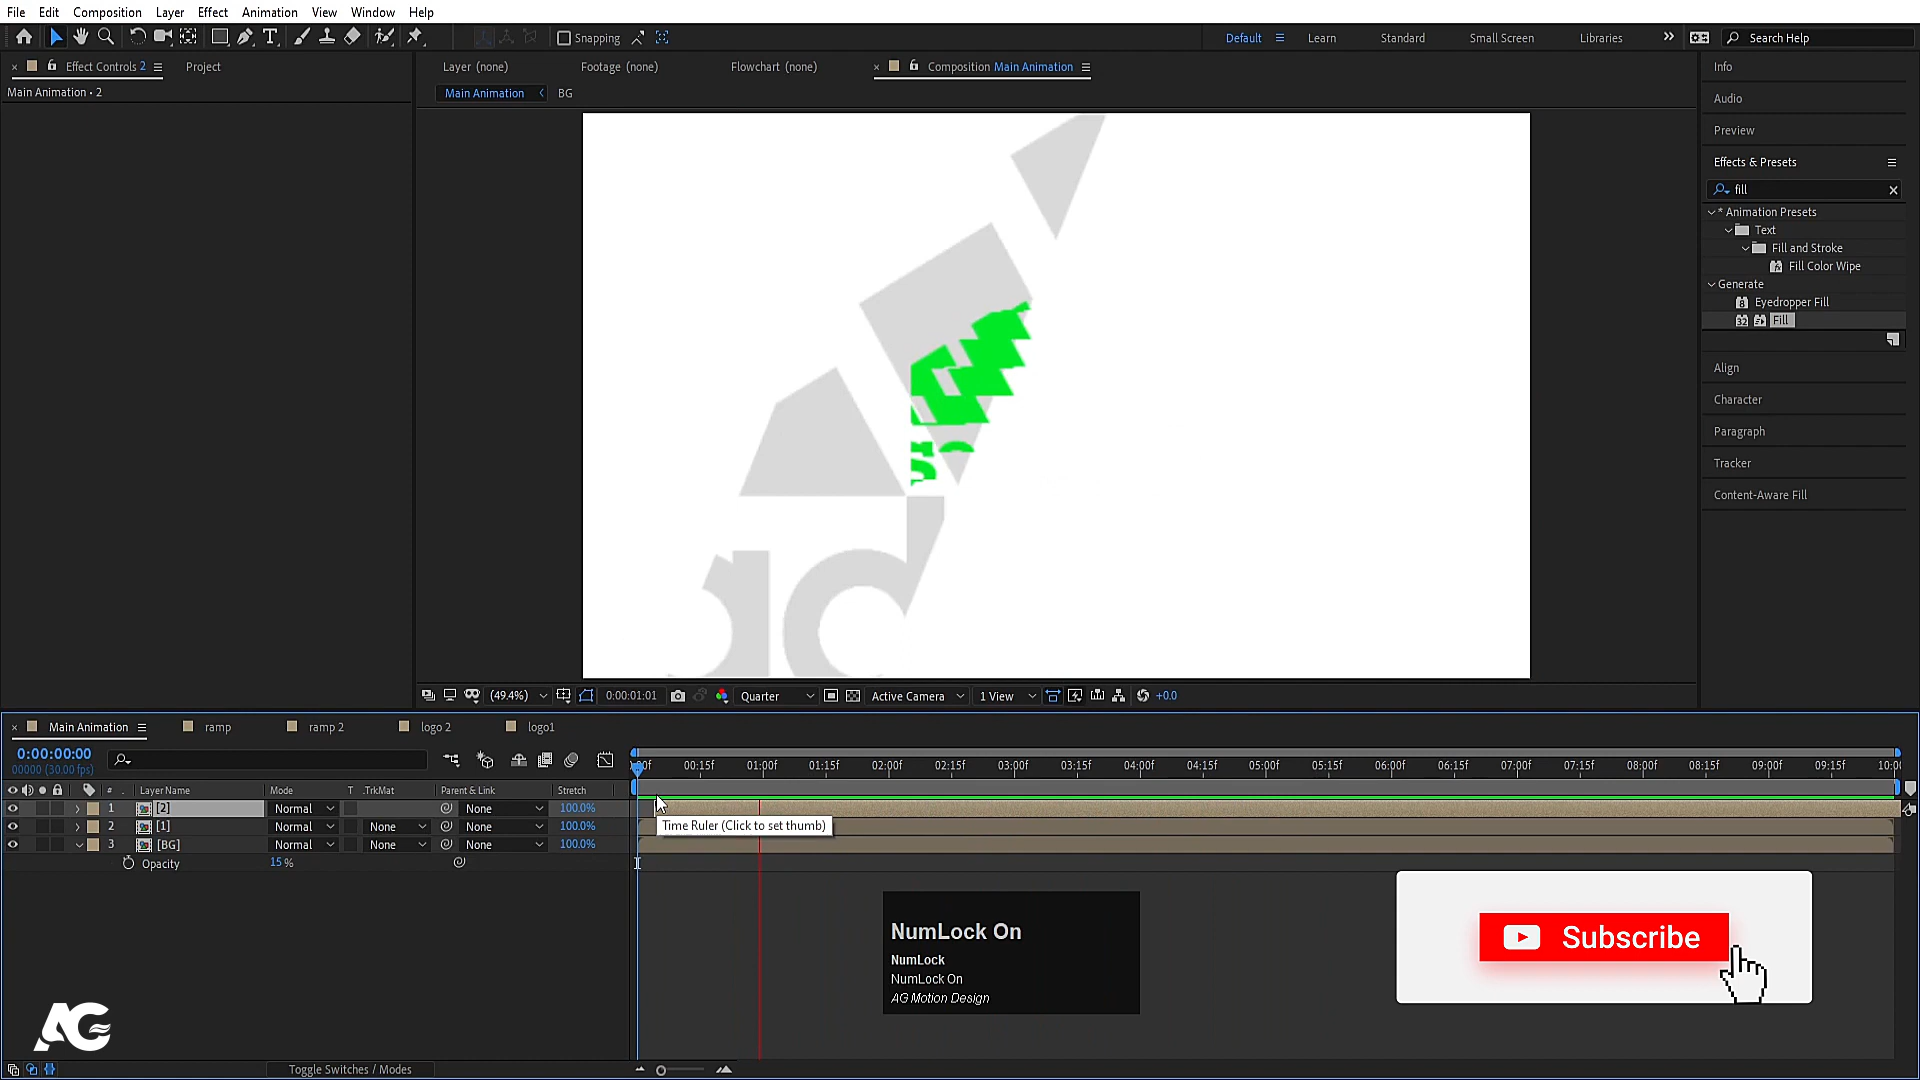 File Edit Composition Layer Effect Animation View Window Help
Snapping
Default Learn Standard Small Screen Libraries Search Help
Effect Controls 2 Project
Layer (none) Footage (none) Flowchart (none) Composition Main Animation
Main Animation • 2
Main Animation BG
Info
Audio
Preview
Effects & Presets
fill
* Animation Presets
Text
Fill and Stroke
Fill Color Wipe
Generate
Eyedropper Fill
Fill
Align
Character
Paragraph
Tracker
Content-Aware Fill
(49.4%) 0:00:01:01 Quarter Active Camera 1 View +0.0
Main Animation ramp ramp 2 logo 2 logo1
0:00:00:00
00000 (30.00 fps)
:00f 00:15f 01:00f 01:15f 02:00f 02:15f 03:00f 03:15f 04:00f 04:15f 05:00f 05:15f 06:00f 06:15f 07:00f 07:15f 08:00f 08:15f 09:00f 09:15f 10:0
# Layer Name Mode T .TrkMat Parent & Link Stretch
1 [2] Normal None 100.0%
2 [1] Normal None None 100.0%
3 [BG] Normal None None 100.0%
Opacity 15 %
Time Ruler (Click to set thumb)
NumLock On
NumLock
NumLock On
AG Motion Design
Subscribe
AG
Toggle Switches / Modes